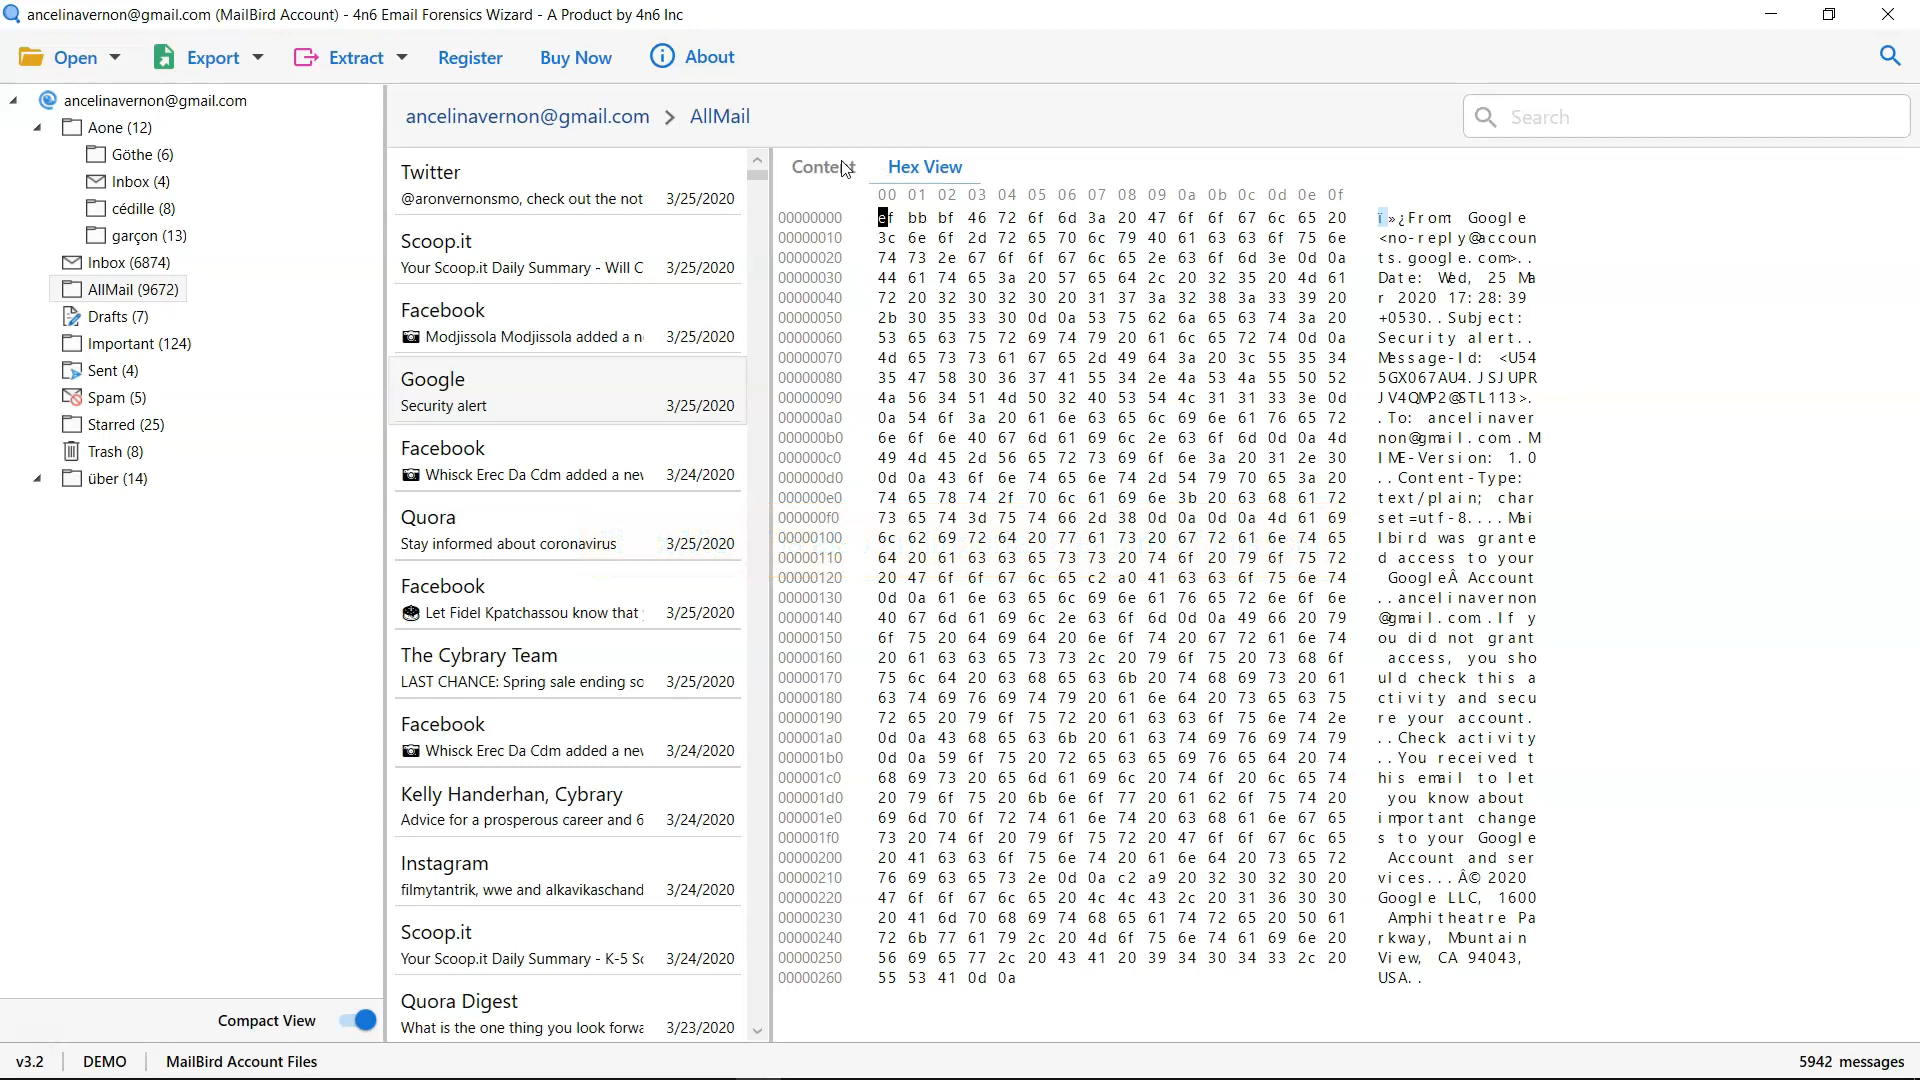 ancelinavernon@gmail.com (MailBird Account) - 4n6 Email Forensics Wizard - A Product by 4n6 Inc
Open Export Extract Register Buy Now About
ancelinavernon@gmail.com
Aone (12)
Göthe (6)
Inbox (4)
cédille (8)
garçon (13)
Inbox (6874)
AllMail (9672)
Drafts (7)
Important (124)
Sent (4)
Spam (5)
Starred (25)
Trash (8)
über (14)
Compact View
ancelinavernon@gmail.com > AllMail
Search
Twitter
@aronvernonsmo, check out the not 3/25/2020
Scoop.it
Your Scoop.it Daily Summary - Will C 3/25/2020
Facebook
Modjissola Modjissola added a n 3/25/2020
Google
Security alert 3/25/2020
Facebook
Whisck Erec Da Cdm added a nev 3/24/2020
Quora
Stay informed about coronavirus 3/25/2020
Facebook
Let Fidel Kpatchassou know that 3/25/2020
The Cybrary Team
LAST CHANCE: Spring sale ending sc 3/25/2020
Facebook
Whisck Erec Da Cdm added a nev 3/24/2020
Kelly Handerhan, Cybrary
Advice for a prosperous career and 6 3/24/2020
Instagram
filmytantrik, wwe and alkavikaschand 3/24/2020
Scoop.it
Your Scoop.it Daily Summary - K-5 Sc 3/24/2020
Quora Digest
What is the one thing you look forwa 3/23/2020
Content Hex View
00 01 02 03 04 05 06 07 08 09 0a 0b 0c 0d 0e 0f
00000000 ef bb bf 46 72 6f 6d 3a 20 47 6f 6f 67 6c 65 20 ï»¿From: Google
00000010 3c 6e 6f 2d 72 65 70 6c 79 40 61 63 63 6f 75 6e <no-reply@accoun
00000020 74 73 2e 67 6f 6f 67 6c 65 2e 63 6f 6d 3e 0d 0a ts.google.com>..
00000030 44 61 74 65 3a 20 57 65 64 2c 20 32 35 20 4d 61 Date: Wed, 25 Ma
00000040 72 20 32 30 32 30 20 31 37 3a 32 38 3a 33 39 20 r 2020 17:28:39
00000050 2b 30 35 33 30 0d 0a 53 75 62 6a 65 63 74 3a 20 +0530..Subject:
00000060 53 65 63 75 72 69 74 79 20 61 6c 65 72 74 0d 0a Security alert..
00000070 4d 65 73 73 61 67 65 2d 49 64 3a 20 3c 55 35 34 Message-Id: <U54
00000080 35 47 58 30 36 37 41 55 34 2e 4a 53 4a 55 50 52 5GX067AU4.JSJUPR
00000090 4a 56 34 51 4d 50 32 40 53 54 4c 31 31 33 3e 0d JV4QMP2@STL113>.
000000a0 0a 54 6f 3a 20 61 6e 63 65 6c 69 6e 61 76 65 72 .To: ancelinaver
000000b0 6e 6f 6e 40 67 6d 61 69 6c 2e 63 6f 6d 0d 0a 4d non@gmail.com.M
000000c0 49 4d 45 2d 56 65 72 73 69 6f 6e 3a 20 31 2e 30 IME-Version: 1.0
000000d0 0d 0a 43 6f 6e 74 65 6e 74 2d 54 79 70 65 3a 20 ..Content-Type:
000000e0 74 65 78 74 2f 70 6c 61 69 6e 3b 20 63 68 61 72 text/plain; char
000000f0 73 65 74 3d 75 74 66 2d 38 0d 0a 0d 0a 4d 61 69 set=utf-8....Mai
00000100 6c 62 69 72 64 20 77 61 73 20 67 72 61 6e 74 65 lbird was grante
00000110 64 20 61 63 63 65 73 73 20 74 6f 20 79 6f 75 72 d access to your
00000120 20 47 6f 6f 67 6c 65 c2 a0 41 63 63 6f 75 6e 74 GoogleÂ Account
00000130 0d 0a 61 6e 63 65 6c 69 6e 61 76 65 72 6e 6f 6e ..ancelinavernon
00000140 40 67 6d 61 69 6c 2e 63 6f 6d 0d 0a 49 66 20 79 @gmail.com.If y
00000150 6f 75 20 64 69 64 20 6e 6f 74 20 67 72 61 6e 74 ou did not grant
00000160 20 61 63 63 65 73 73 2c 20 79 6f 75 20 73 68 6f access, you sho
00000170 75 6c 64 20 63 68 65 63 6b 20 74 68 69 73 20 61 uld check this a
00000180 63 74 69 76 69 74 79 20 61 6e 64 20 73 65 63 75 ctivity and secu
00000190 72 65 20 79 6f 75 72 20 61 63 63 6f 75 6e 74 2e re your account.
000001a0 0d 0a 43 68 65 63 6b 20 61 63 74 69 76 69 74 79 ..Check activity
000001b0 0d 0a 59 6f 75 20 72 65 63 65 69 76 65 64 20 74 ..You received t
000001c0 68 69 73 20 65 6d 61 69 6c 20 74 6f 20 6c 65 74 his email to let
000001d0 20 79 6f 75 20 6b 6e 6f 77 20 61 62 6f 75 74 20 you know about
000001e0 69 6d 70 6f 72 74 61 6e 74 20 63 68 61 6e 67 65 important change
000001f0 73 20 74 6f 20 79 6f 75 72 20 47 6f 6f 67 6c 65 s to your Google
00000200 20 41 63 63 6f 75 6e 74 20 61 6e 64 20 73 65 72 Account and ser
00000210 76 69 63 65 73 2e 0d 0a c2 a9 20 32 30 32 30 20 vices...Â© 2020
00000220 47 6f 6f 67 6c 65 20 4c 4c 43 2c 20 31 36 30 30 Google LLC, 1600
00000230 20 41 6d 70 68 69 74 68 65 61 74 72 65 20 50 61 Amphitheatre Pa
00000240 72 6b 77 61 79 2c 20 4d 6f 75 6e 74 61 69 6e 20 rkway, Mountain
00000250 56 69 65 77 2c 20 43 41 20 39 34 30 34 33 2c 20 View, CA 94043,
00000260 55 53 41 0d 0a USA..
v3.2 DEMO MailBird Account Files 5942 messages